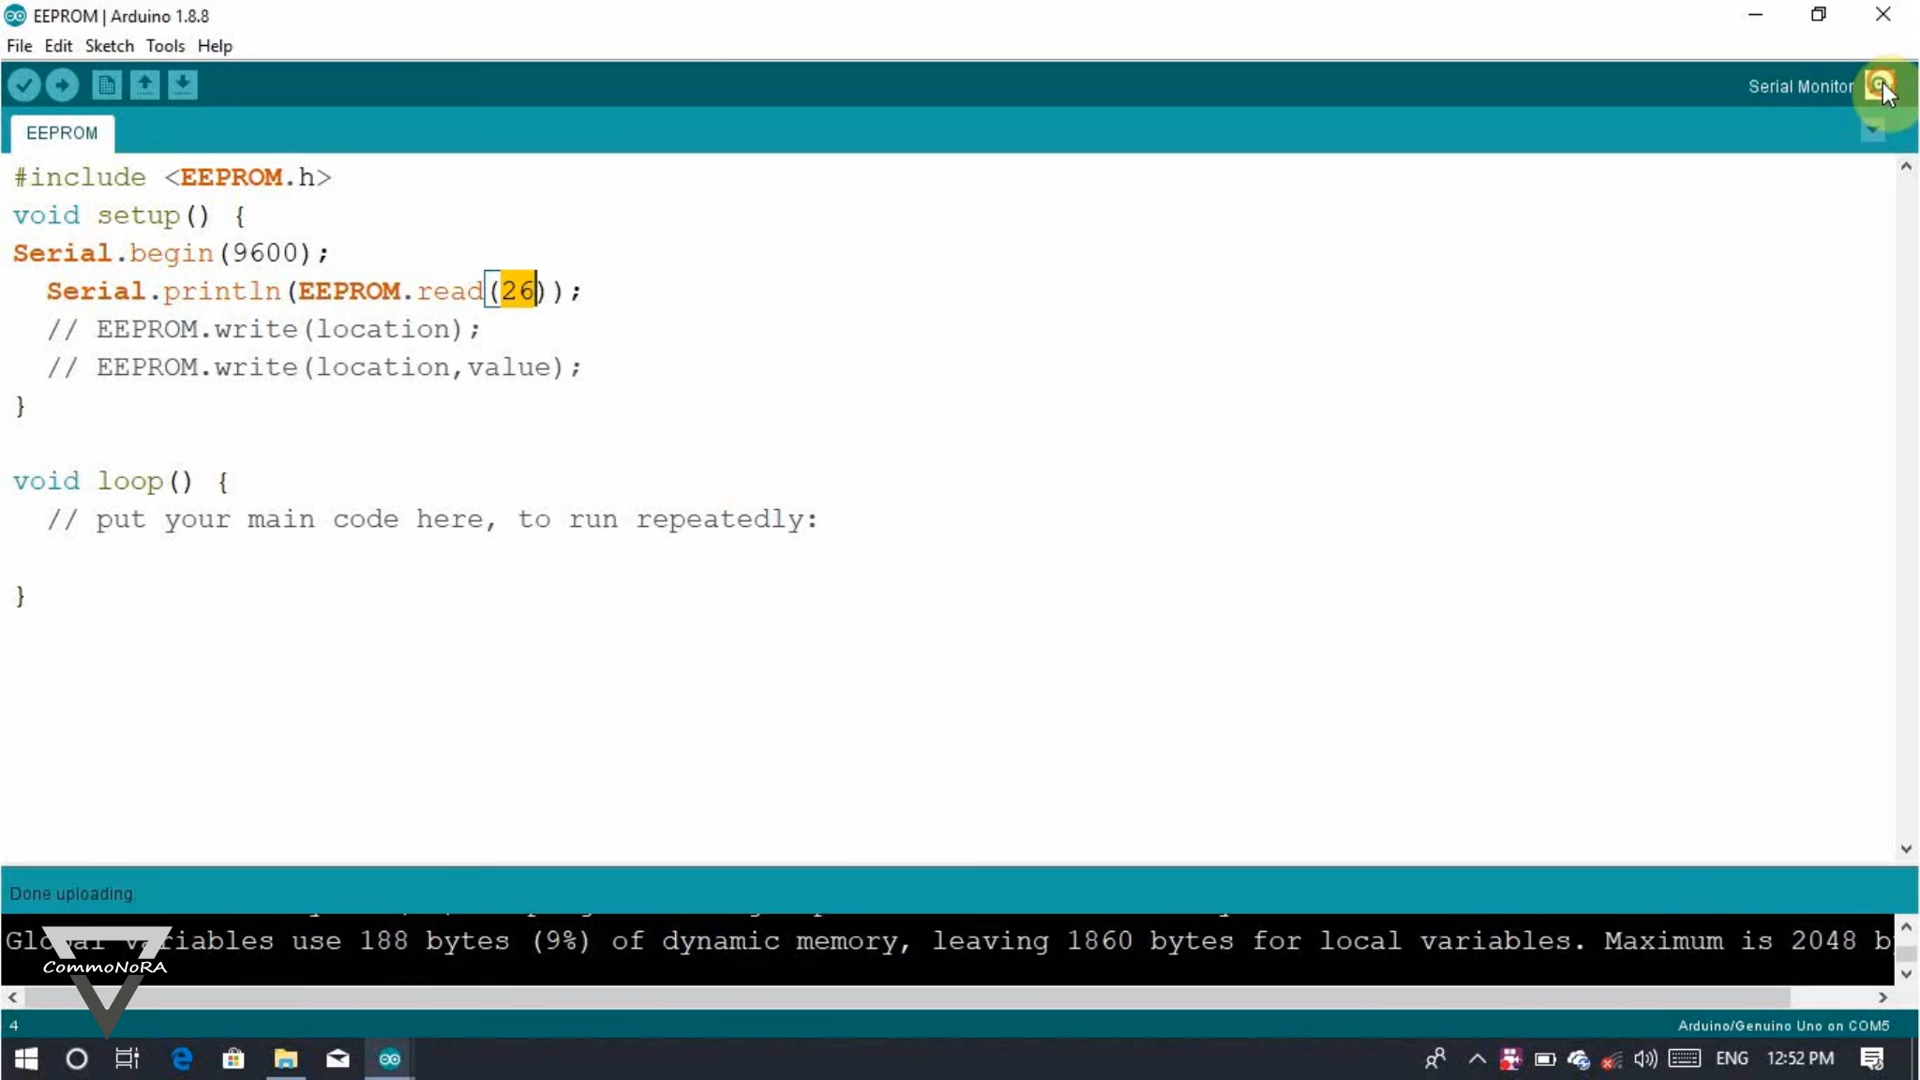 EEPROM | Arduino 1.8.8
File Edit Sketch Tools Help
Serial Monitor
EEPROM
#include <EEPROM.h>
void setup() {
Serial.begin(9600);
Serial.println(EEPROM.read(26));
// EEPROM.write(location);
// EEPROM.write(location,value);
}
void loop() {
// put your main code here, to run repeatedly:
}
Done uploading.
Global variables use 188 bytes (9%) of dynamic memory, leaving 1860 bytes for local variables. Maximum is 2048 b
CommoNoRA
4
Arduino/Genuino Uno on COM5
ENG 12:52 PM